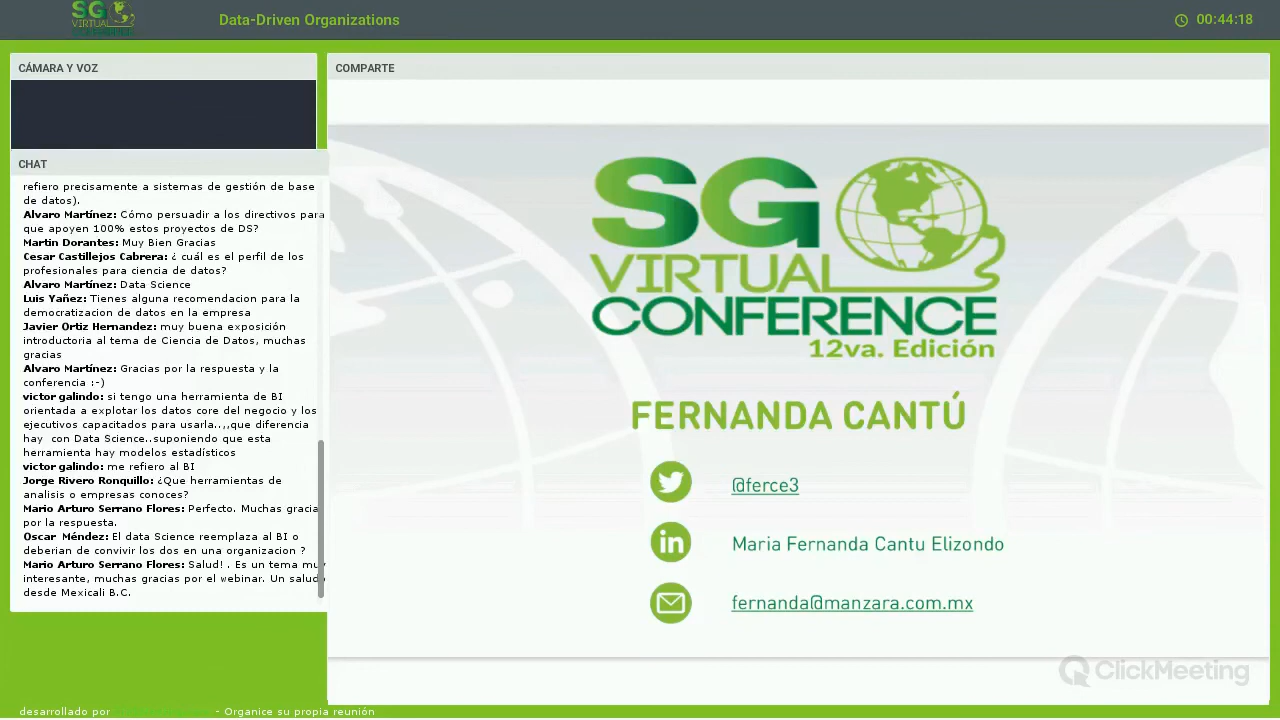 SG
VIRTUAL
Data-Driven Organizations
00:44:18
CÁMARA Y VOZ
CHAT
refiero precisamente a sistemas de gestión de base
de datos).
Alvaro Martínez: Cómo persuadir a los directivos para
que apoyen 100% estos proyectos de DS?
Martin Dorantes: Muy Bien Gracias
Cesar Castillejos Cabrera: ¿ cuál es el perfil de los
profesionales para ciencia de datos?
Alvaro Martínez: Data Science
Luis Yañez: Tienes alguna recomendacion para la
democratizacion de datos en la empresa
Javier Ortiz Hernandez: muy buena exposición
introductoria al tema de Ciencia de Datos, muchas
gracias
Alvaro Martínez: Gracias por la respuesta y la
conferencia :-)
victor galindo: si tengo una herramienta de BI
orientada a explotar los datos core del negocio y los
ejecutivos capacitados para usarla..,,que diferencia
hay con Data Science..suponiendo que esta
herramienta hay modelos estadísticos
victor galindo: me refiero al BI
Jorge Rivero Ronquillo: ¿Que herramientas de
analisis o empresas conoces?
Mario Arturo Serrano Flores: Perfecto. Muchas gracia
por la respuesta.
Oscar Méndez: El data Science reemplaza al BI o
deberian de convivir los dos en una organizacion ?
Mario Arturo Serrano Flores: Salud! . Es un tema muy
interesante, muchas gracias por el webinar. Un saludo
desde Mexicali B.C.
COMPARTE
SG
VIRTUAL
CONFERENCE
12va. Edición
FERNANDA CANTÚ
@ferce3
Maria Fernanda Cantu Elizondo
fernanda@manzara.com.mx
ClickMeeting
desarrollado por - Organice su propia reunión